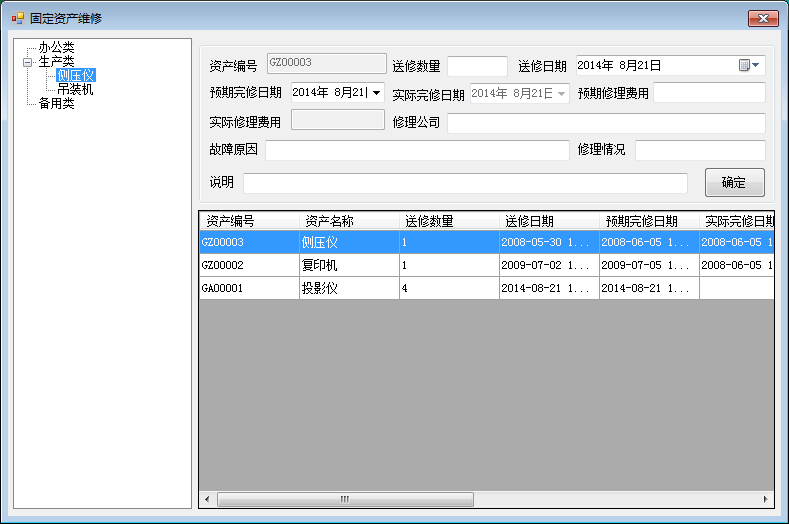 固定资产维修
办公类
生产类
侧压仪
吊装机
备用类
资产编号 GZ00003 送修数量 送修日期 2014年 8月21日
预期完修日期 2014年 8月21 实际完修日期 2014年 8月21日 预期修理费用
实际修理费用 修理公司
故障原因 修理情况
说明 确定
资产编号 资产名称 送修数量 送修日期 预期完修日期 实际完修日期
GZ00003 侧压仪 1 2008-05-30 1... 2008-06-05 1... 2008-06-05 1
GZ00002 复印机 1 2009-07-02 1... 2009-07-05 1... 2008-06-05 1
GA00001 投影仪 4 2014-08-21 1... 2014-08-21 1...